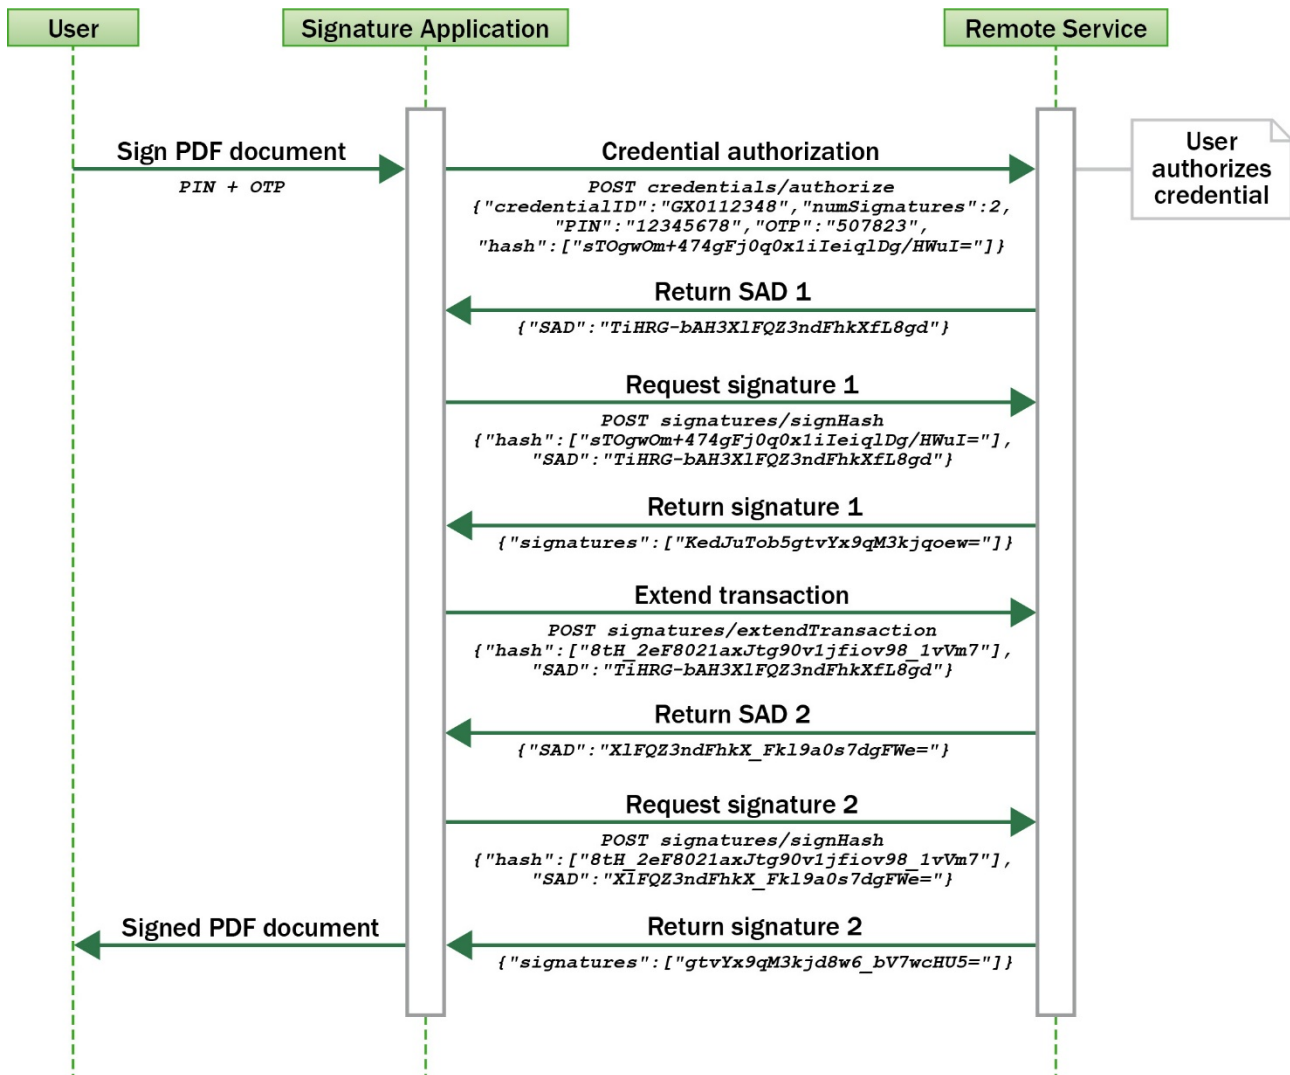 User
Signature Application
Remote Service
Sign PDF document
PIN + OTP
Credential authorization
POST credentials/authorize
{"credentialID":"GX0112348","numSignatures":2,
"PIN":"12345678","OTP":"507823",
"hash":["sTOgwOm+474gFj0q0x1iIeiqlDg/HWuI="]}
User
authorizes
credential
Return SAD 1
{"SAD":"TiHRG-bAH3XlFQZ3ndFhkXfL8gd"}
Request signature 1
POST signatures/signHash
{"hash":["sTOgwOm+474gFj0q0x1iIeiqlDg/HWuI="],
"SAD":"TiHRG-bAH3XlFQZ3ndFhkXfL8gd"}
Return signature 1
{"signatures":["KedJuTob5gtvYx9qM3kjqoew="]}
Extend transaction
POST signatures/extendTransaction
{"hash":["8tH_2eF8021axJtg90v1jfiov98_1vVm7"],
"SAD":"TiHRG-bAH3XlFQZ3ndFhkXfL8gd"}
Return SAD 2
{"SAD":"XlFQZ3ndFhkX_Fkl9a0s7dgFWe="}
Request signature 2
POST signatures/signHash
{"hash":["8tH_2eF8021axJtg90v1jfiov98_1vVm7"],
"SAD":"XlFQZ3ndFhkX_Fkl9a0s7dgFWe="}
Signed PDF document
Return signature 2
{"signatures":["gtvYx9qM3kjd8w6_bV7wcHU5="]}